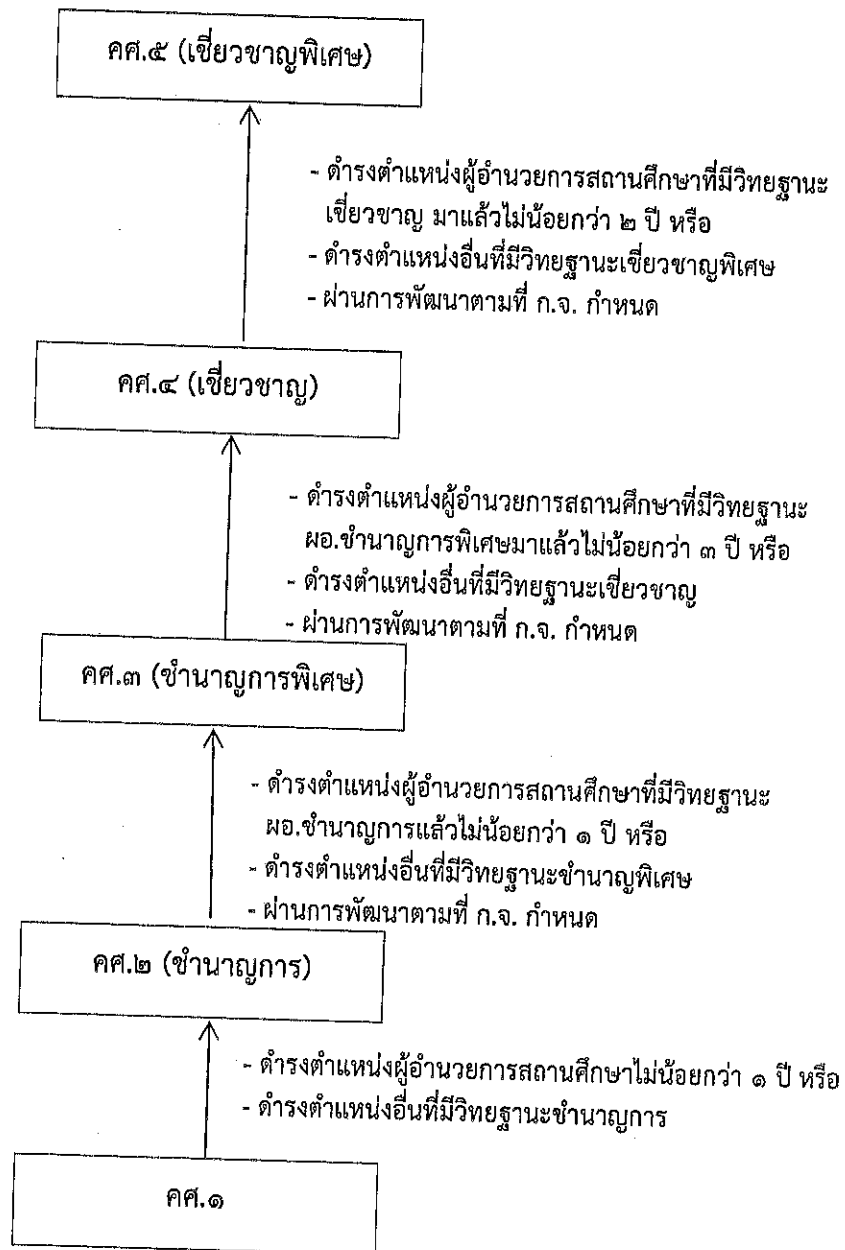 คศ.๕ (เชี่ยวชาญพิเศษ)
- ดำรงตำแหน่งผู้อำนวยการสถานศึกษาที่มีวิทยฐานะ
เชี่ยวชาญ มาแล้วไม่น้อยกว่า ๒ ปี หรือ
- ดำรงตำแหน่งอื่นที่มีวิทยฐานะเชี่ยวชาญพิเศษ
- ผ่านการพัฒนาตามที่ ก.จ. กำหนด
คศ.๔ (เชี่ยวชาญ)
- ดำรงตำแหน่งผู้อำนวยการสถานศึกษาที่มีวิทยฐานะ
ผอ.ชำนาญการพิเศษมาแล้วไม่น้อยกว่า ๓ ปี หรือ
- ดำรงตำแหน่งอื่นที่มีวิทยฐานะเชี่ยวชาญ
- ผ่านการพัฒนาตามที่ ก.จ. กำหนด
คศ.๓ (ชำนาญการพิเศษ)
- ดำรงตำแหน่งผู้อำนวยการสถานศึกษาที่มีวิทยฐานะ
ผอ.ชำนาญการแล้วไม่น้อยกว่า ๑ ปี หรือ
- ดำรงตำแหน่งอื่นที่มีวิทยฐานะชำนาญพิเศษ
- ผ่านการพัฒนาตามที่ ก.จ. กำหนด
คศ.๒ (ชำนาญการ)
- ดำรงตำแหน่งผู้อำนวยการสถานศึกษาไม่น้อยกว่า ๑ ปี หรือ
- ดำรงตำแหน่งอื่นที่มีวิทยฐานะชำนาญการ
คศ.๑